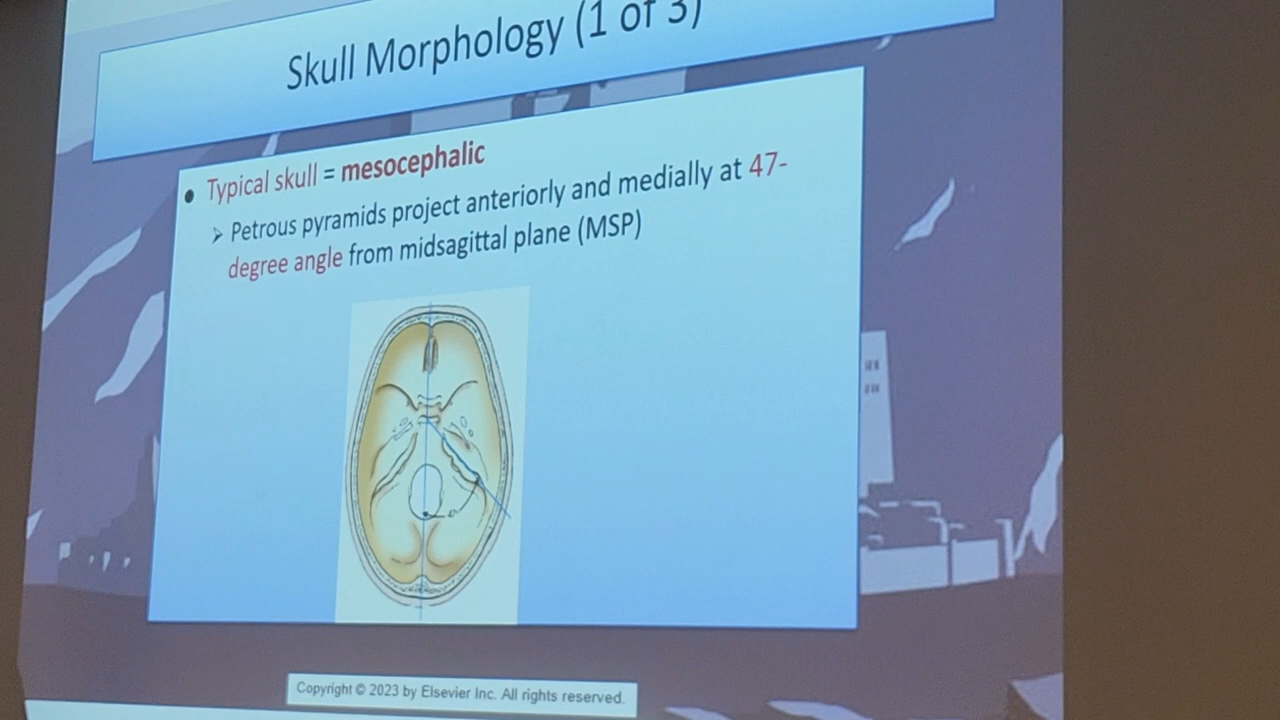 Skull Morphology (1 of 3)
• Typical skull = mesocephalic
➢ Petrous pyramids project anteriorly and medially at 47-
degree angle from midsagittal plane (MSP)
Copyright © 2023 by Elsevier Inc. All rights reserved.